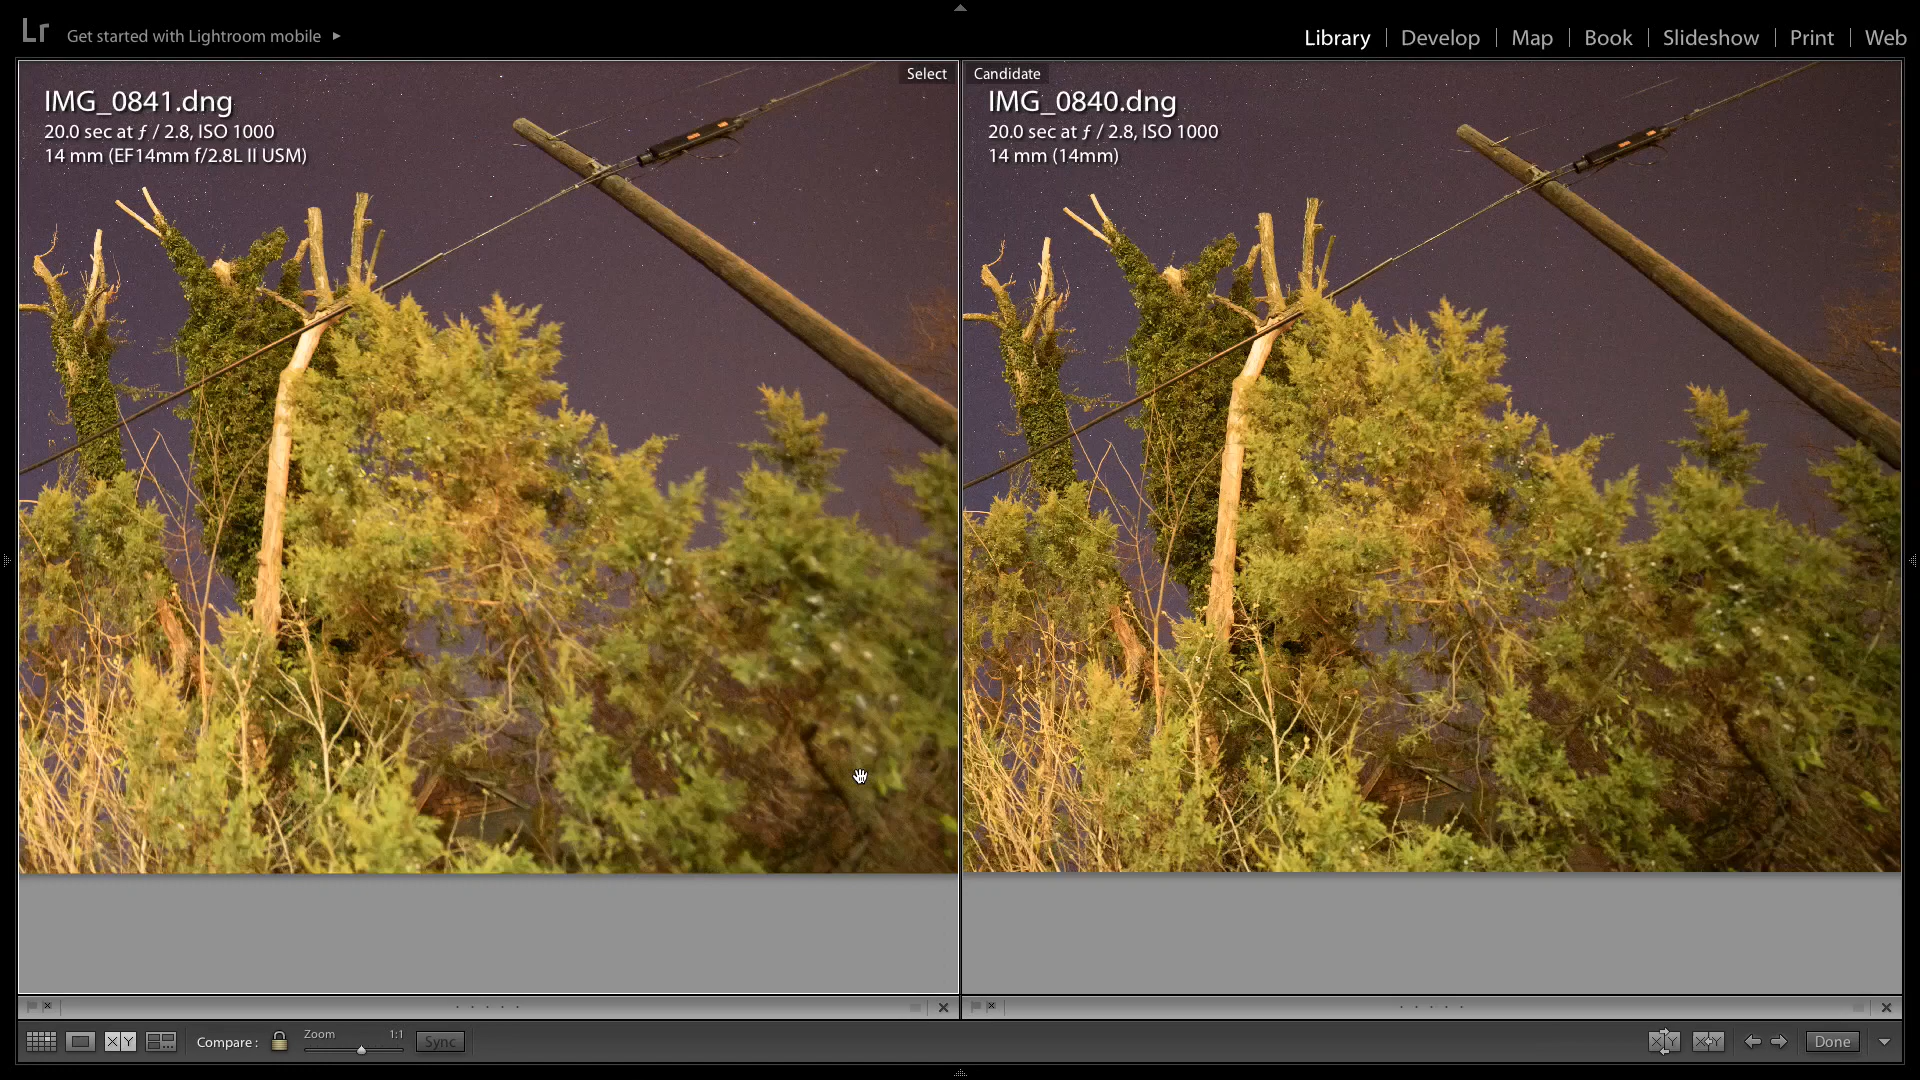 Lr Get started with Lightroom mobile
Library Develop Map Book Slideshow Print Web
Select
IMG_0841.dng
20.0 sec at ƒ / 2.8, ISO 1000
14 mm (EF14mm f/2.8L II USM)
Candidate
IMG_0840.dng
20.0 sec at ƒ / 2.8, ISO 1000
14 mm (14mm)
XY
Compare : Zoom 1:1 Sync
Done